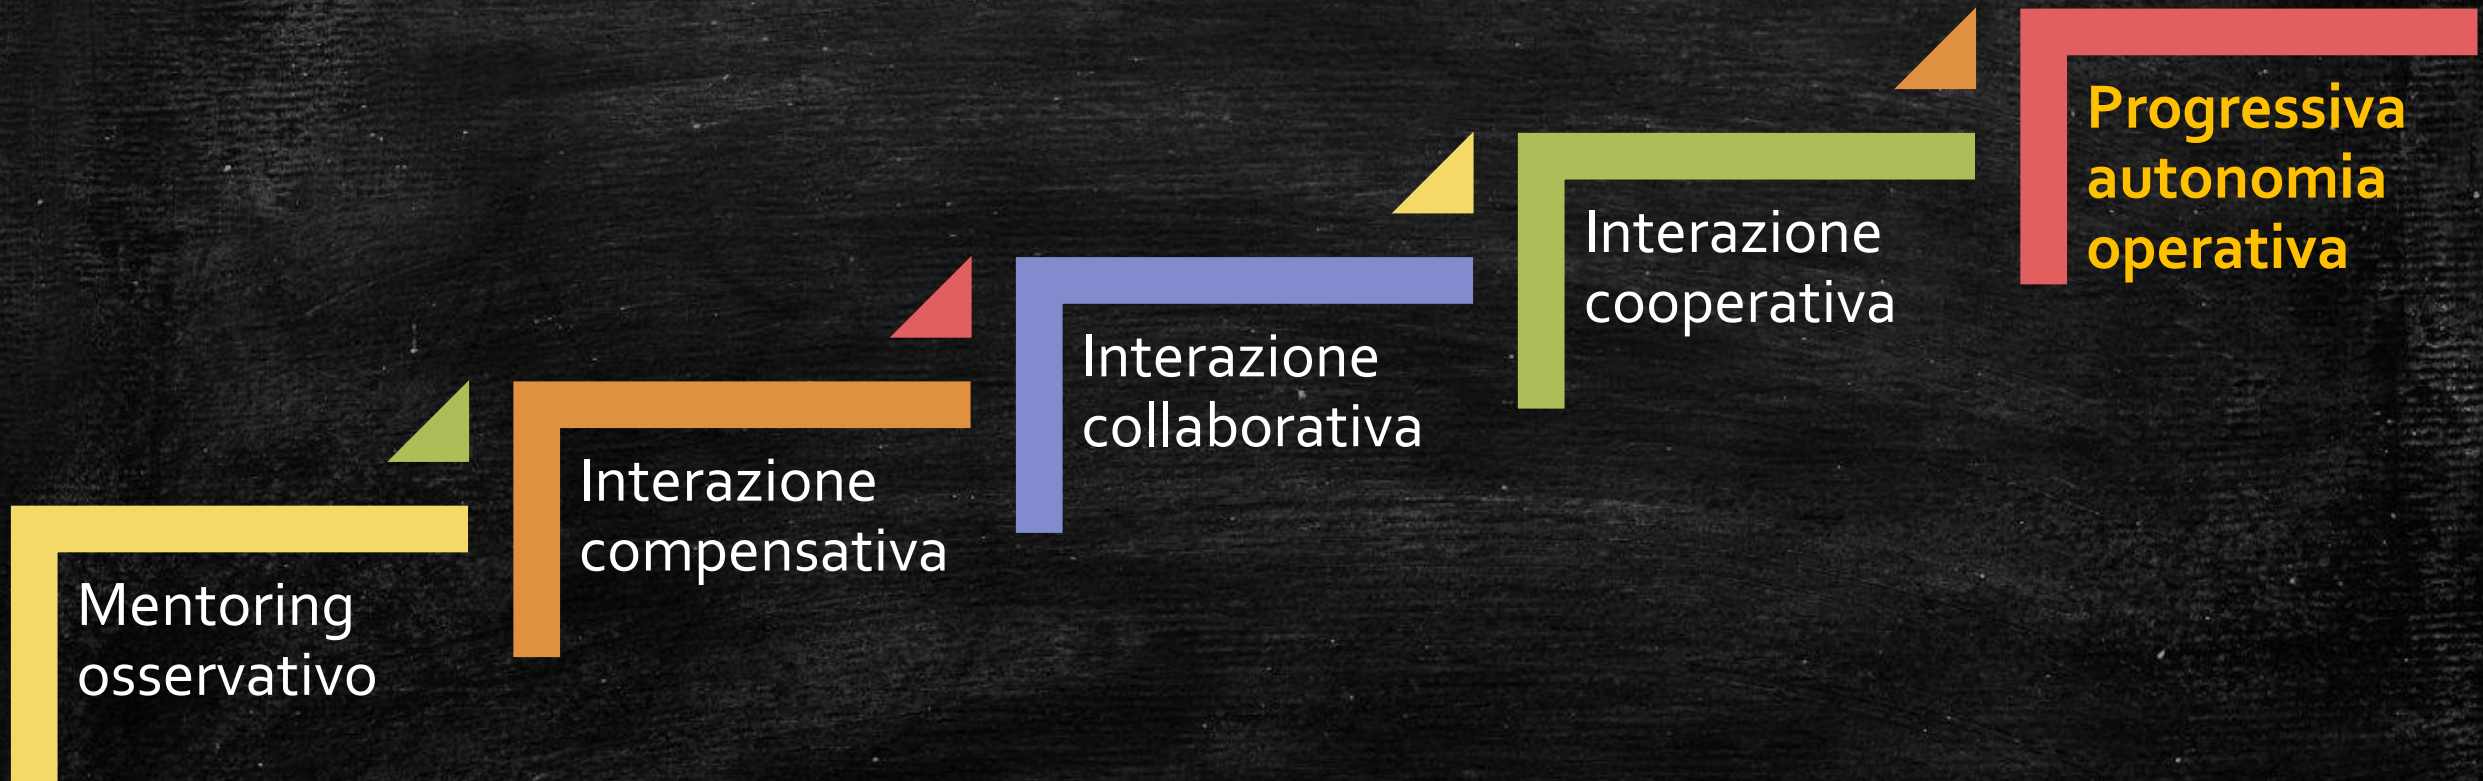 Mentoring
osservativo
Interazione
compensativa
Interazione
collaborativa
Interazione
cooperativa
Progressiva
autonomia
operativa